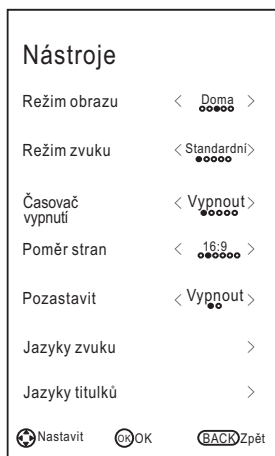 Nástroje
Režim obrazu < Doma >
Režim zvuku < Standardní >
Časovač
vypnutí < Vypnout >
Poměr stran < 16:9 >
Pozastavit < Vypnout >
Jazyky zvuku >
Jazyky titulků >
Nastavit OK OK BACK Zpět